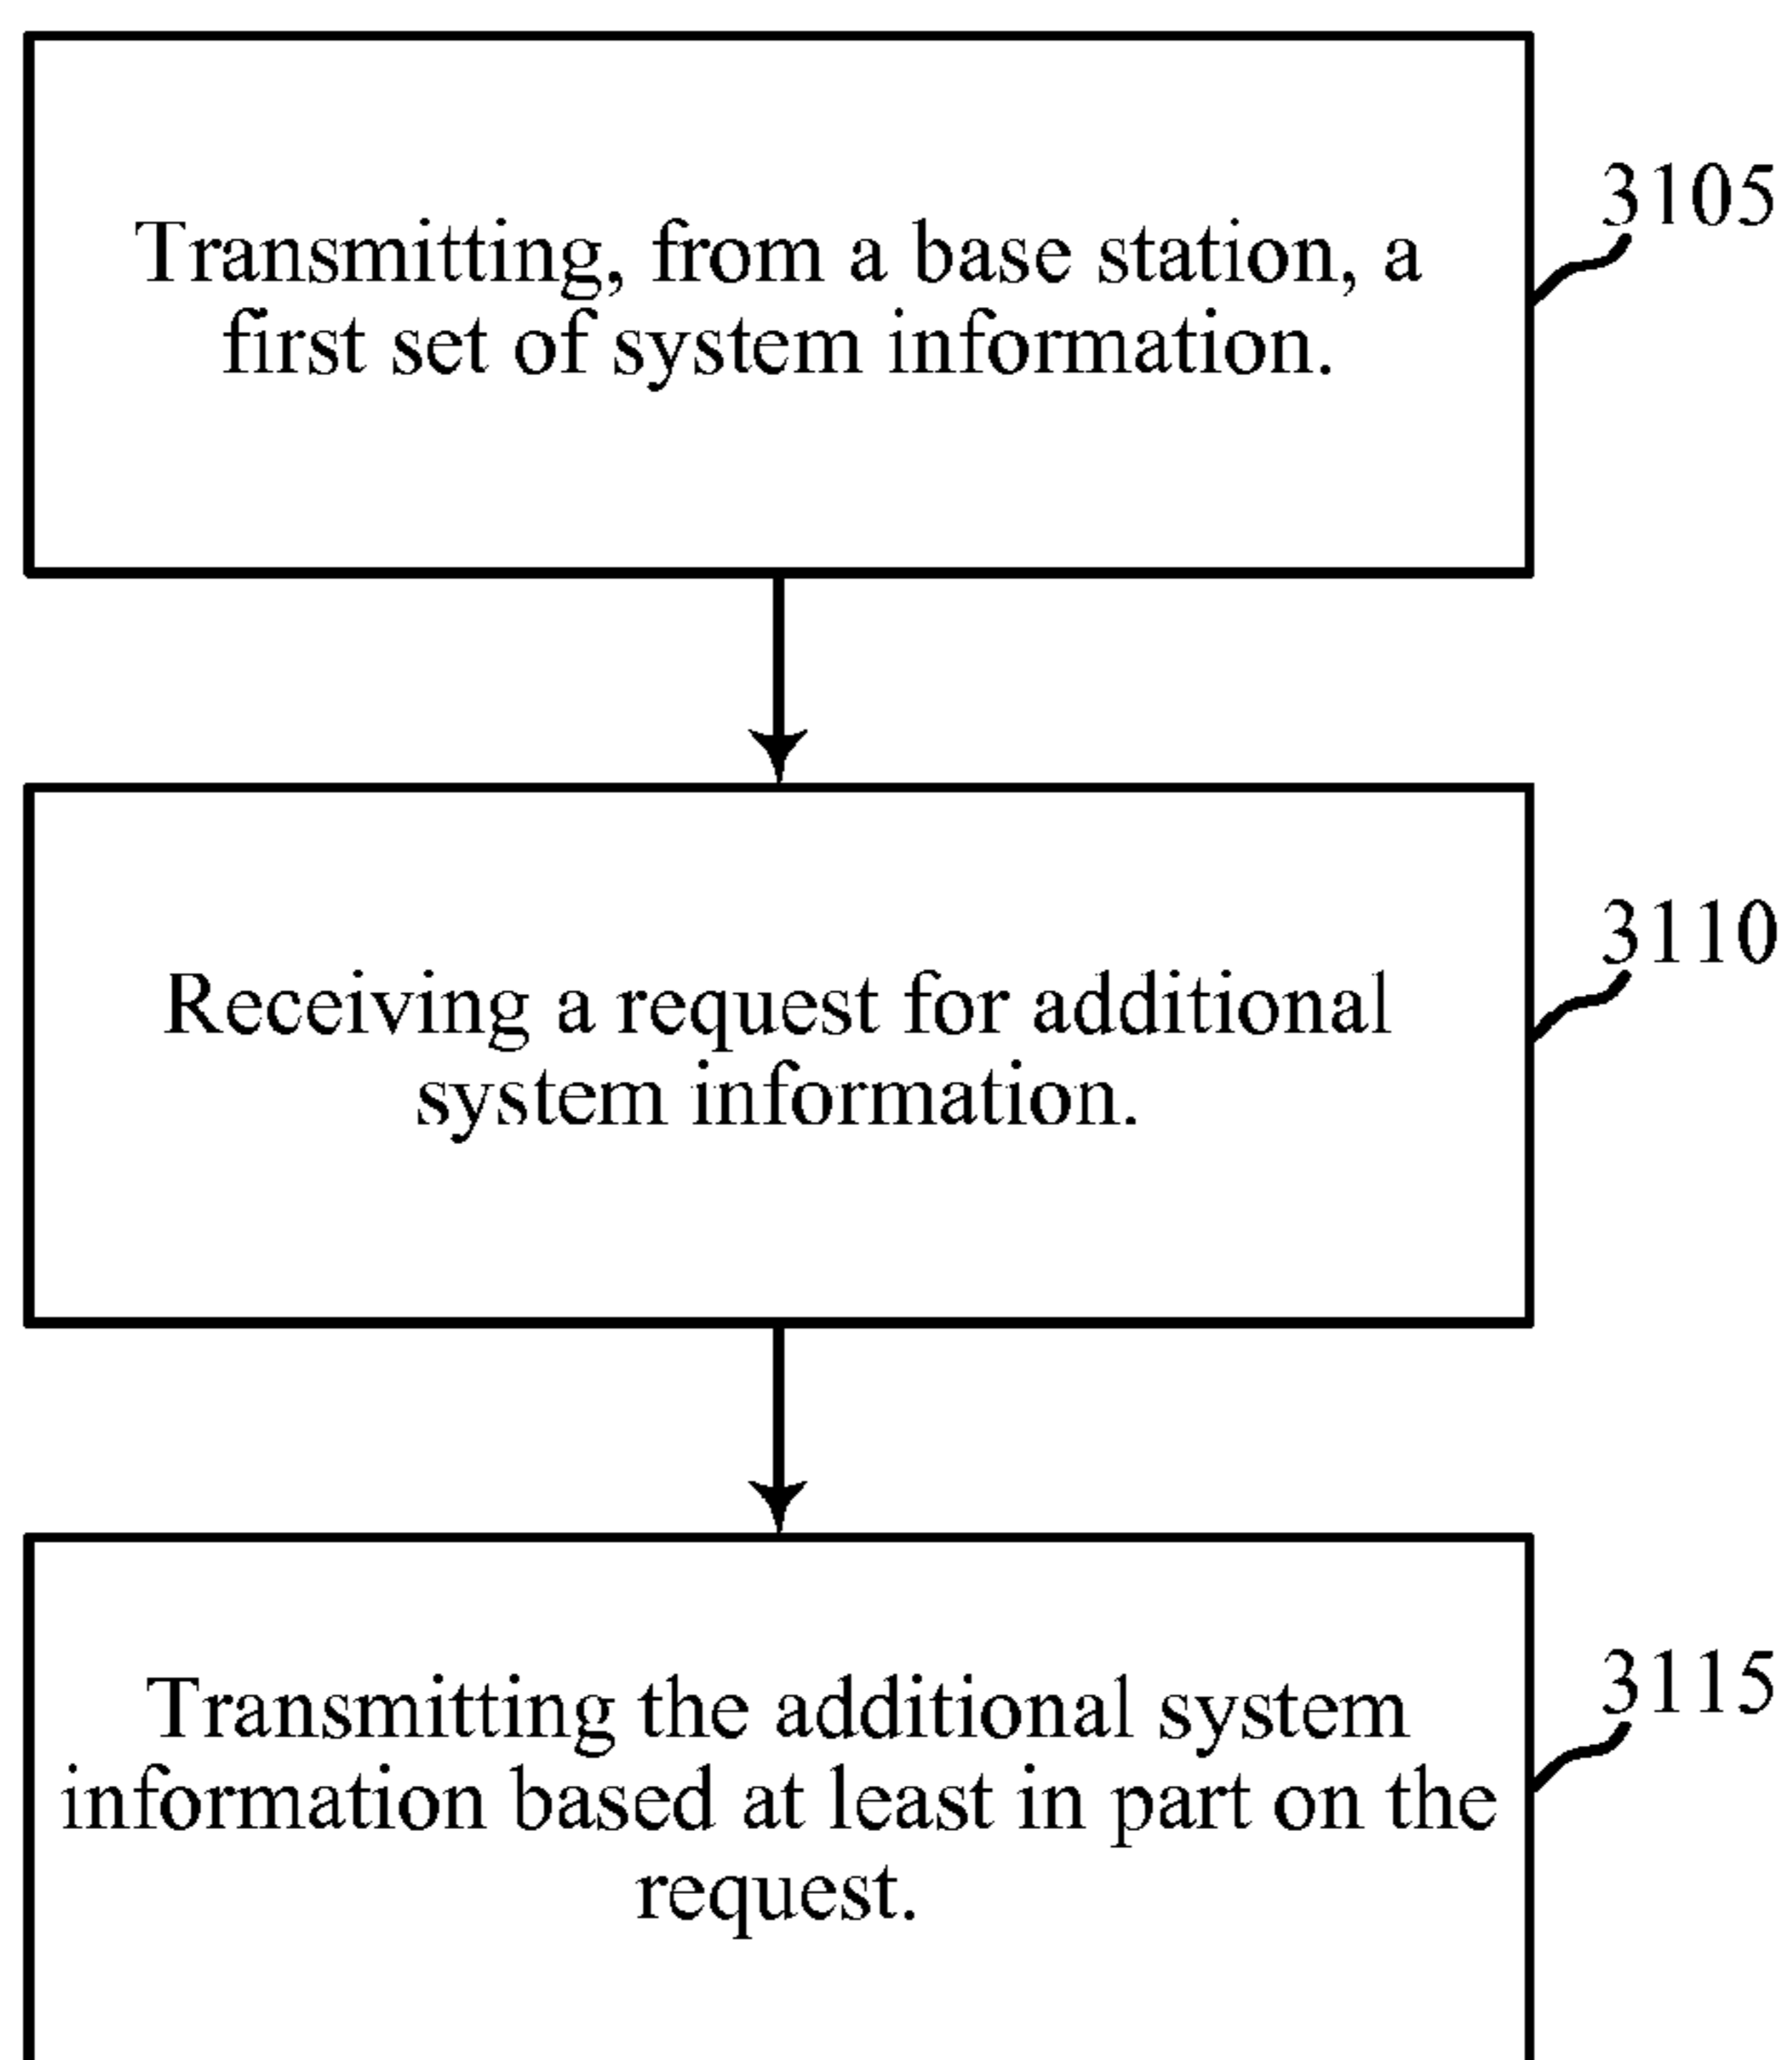 3105
Transmitting, from a base station, a
first set of system information.
3110
Receiving a request for additional
system information.
3115
Transmitting the additional system
information based at least in part on the
request.